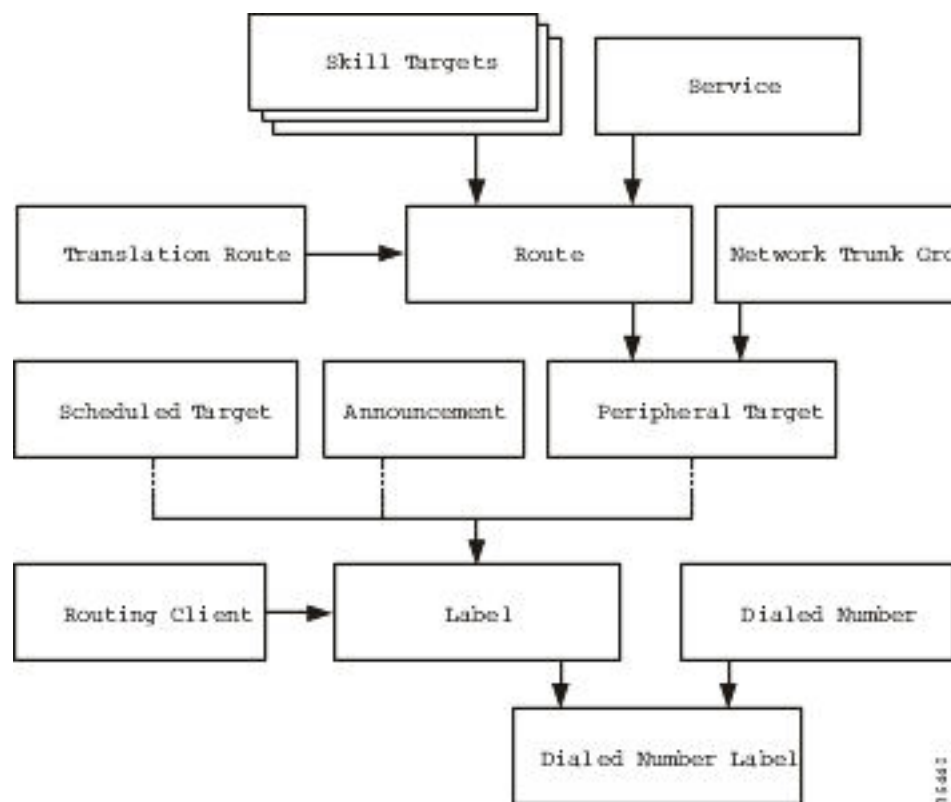 Skill Targets
Service
Translation Route
Route
Network Trunk Gro
Scheduled Target
Announcement
Peripheral Target
Routing Client
Label
Dialed Number
Dialed Number Label